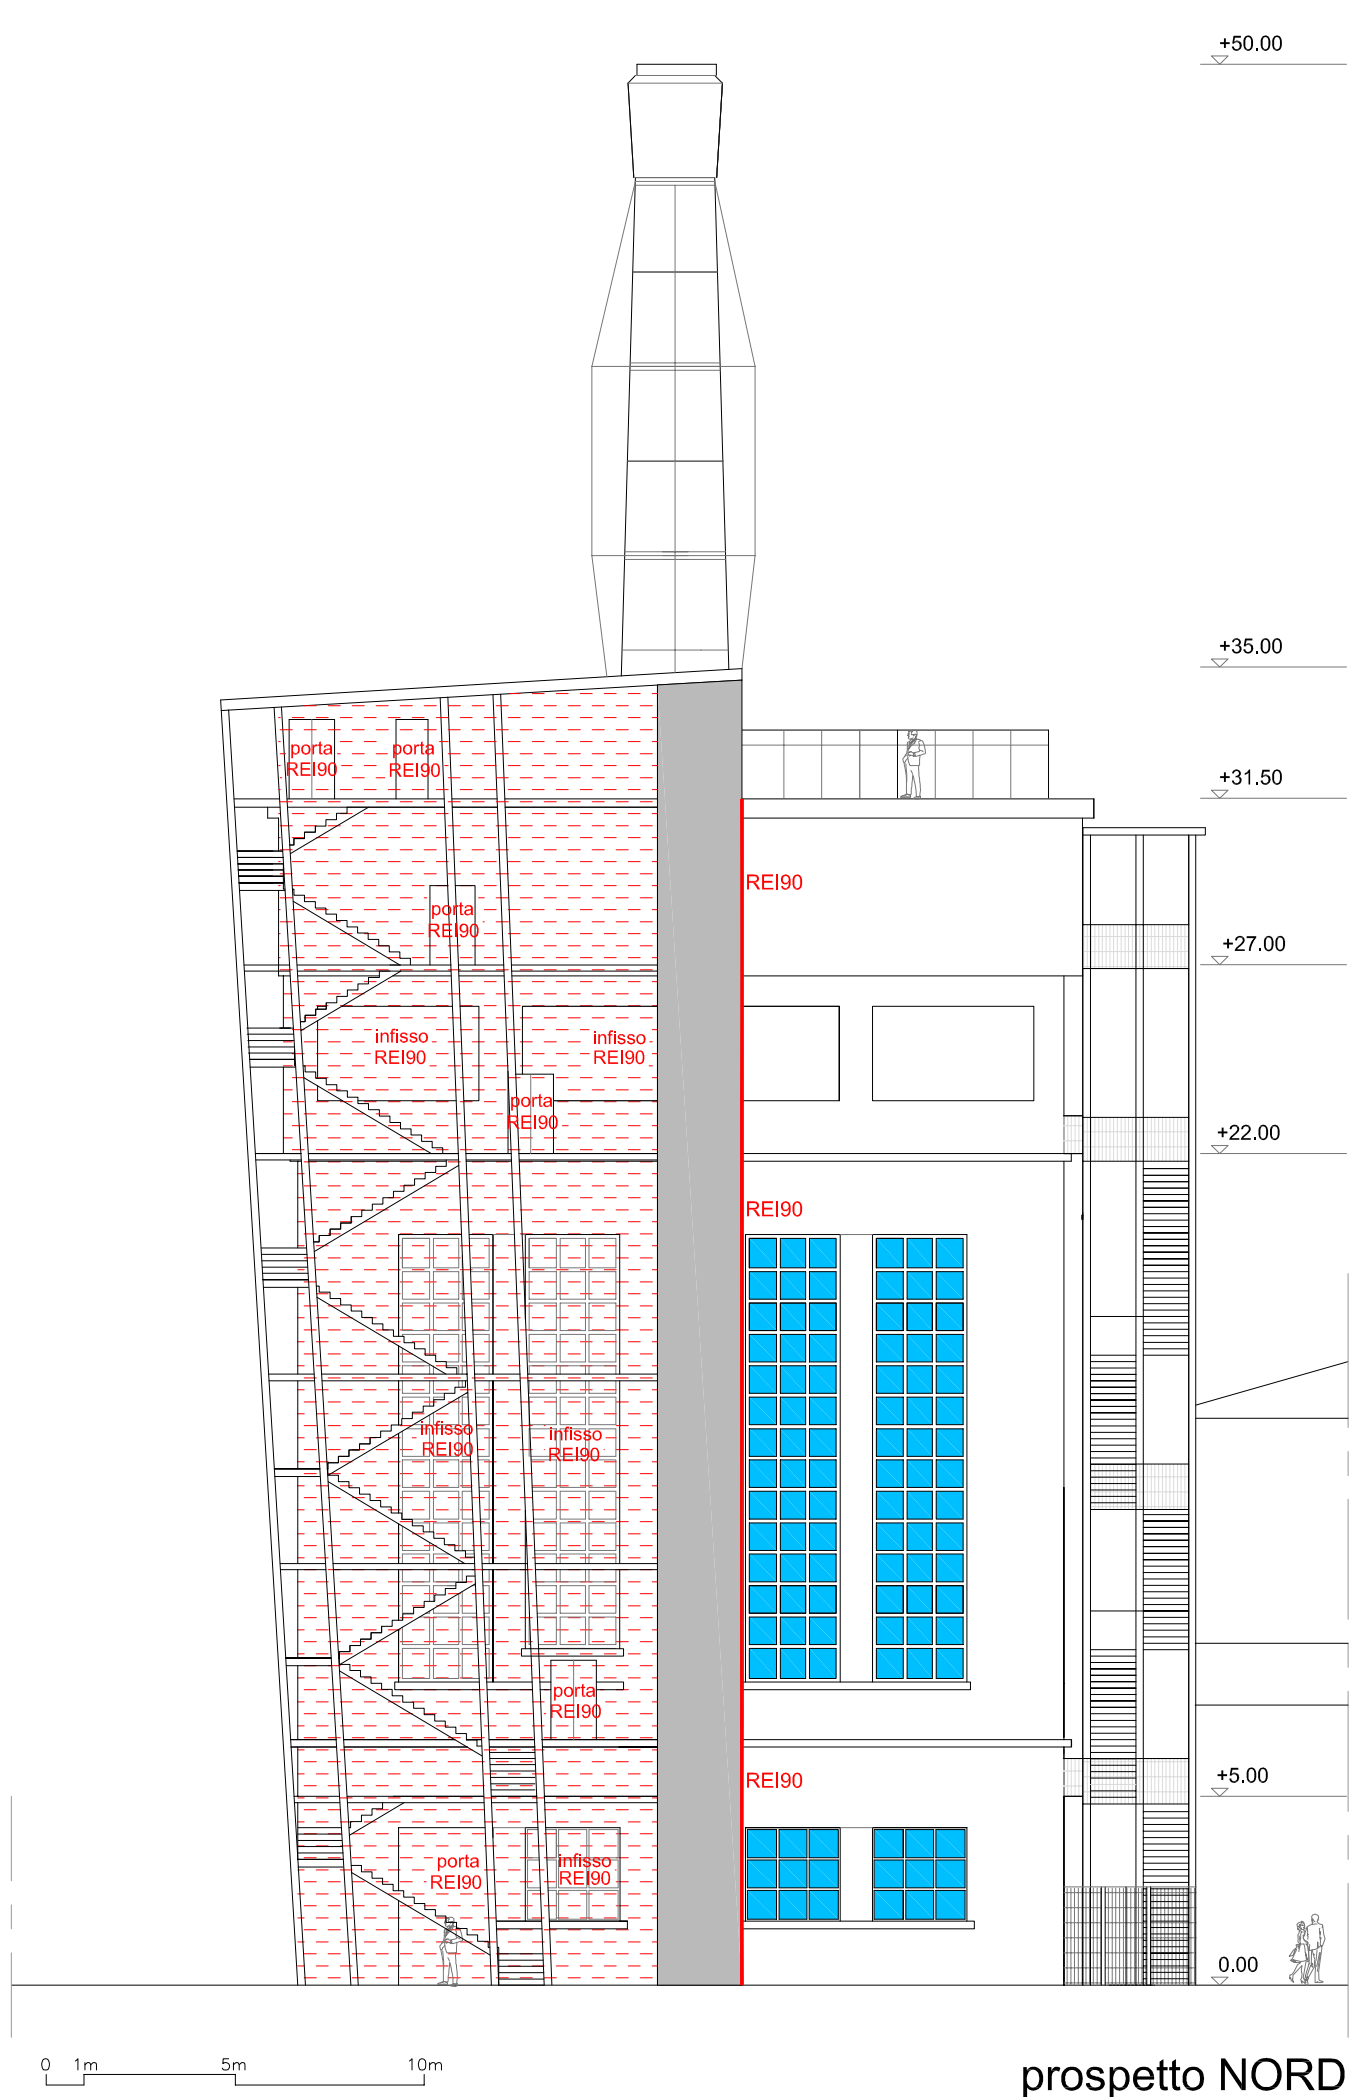 +50.00
+35.00
porta
REI90
porta
REI90
+31.50
REI90
porta
REI90
+27.00
infisso
REI90
infisso
REI90
porta
REI90
+22.00
REI90
infisso
REI90
infisso
REI90
porta
REI90
REI90
+5.00
porta
REI90
infisso
REI90
0.00
0 1m 5m 10m
prospetto NORD